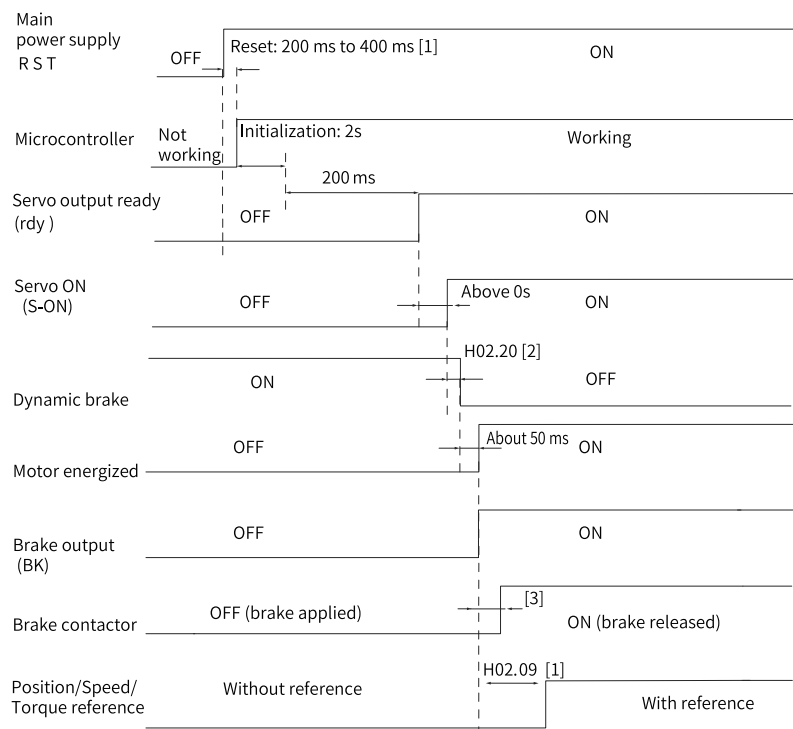 Main
power supply
R S T
OFF
Reset: 200 ms to 400 ms [1]
ON
Microcontroller
Not
working
Initialization: 2s
Working
200 ms
Servo output ready
(rdy )
OFF
ON
Servo ON
(S-ON)
OFF
Above 0s
ON
H02.20 [2]
Dynamic brake
ON
OFF
Motor energized
OFF
About 50 ms
ON
Brake output
(BK)
OFF
ON
Brake contactor
OFF (brake applied)
[3]
ON (brake released)
Position/Speed/
Torque reference
Without reference
H02.09 [1]
With reference